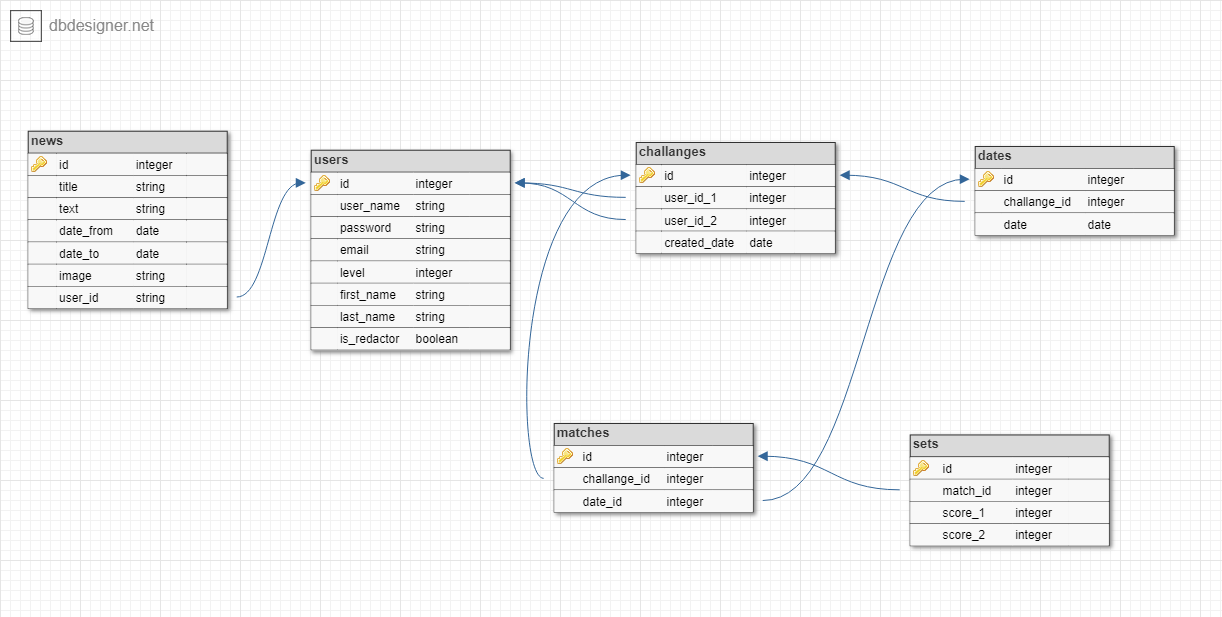 dbdesigner.net
news
id integer
title string
text string
date_from date
date_to date
image string
user_id string
users
id integer
user_name string
password string
email string
level integer
first_name string
last_name string
is_redactor boolean
challanges
id integer
user_id_1 integer
user_id_2 integer
created_date date
dates
id integer
challange_id integer
date date
matches
id integer
challange_id integer
date_id integer
sets
id integer
match_id integer
score_1 integer
score_2 integer